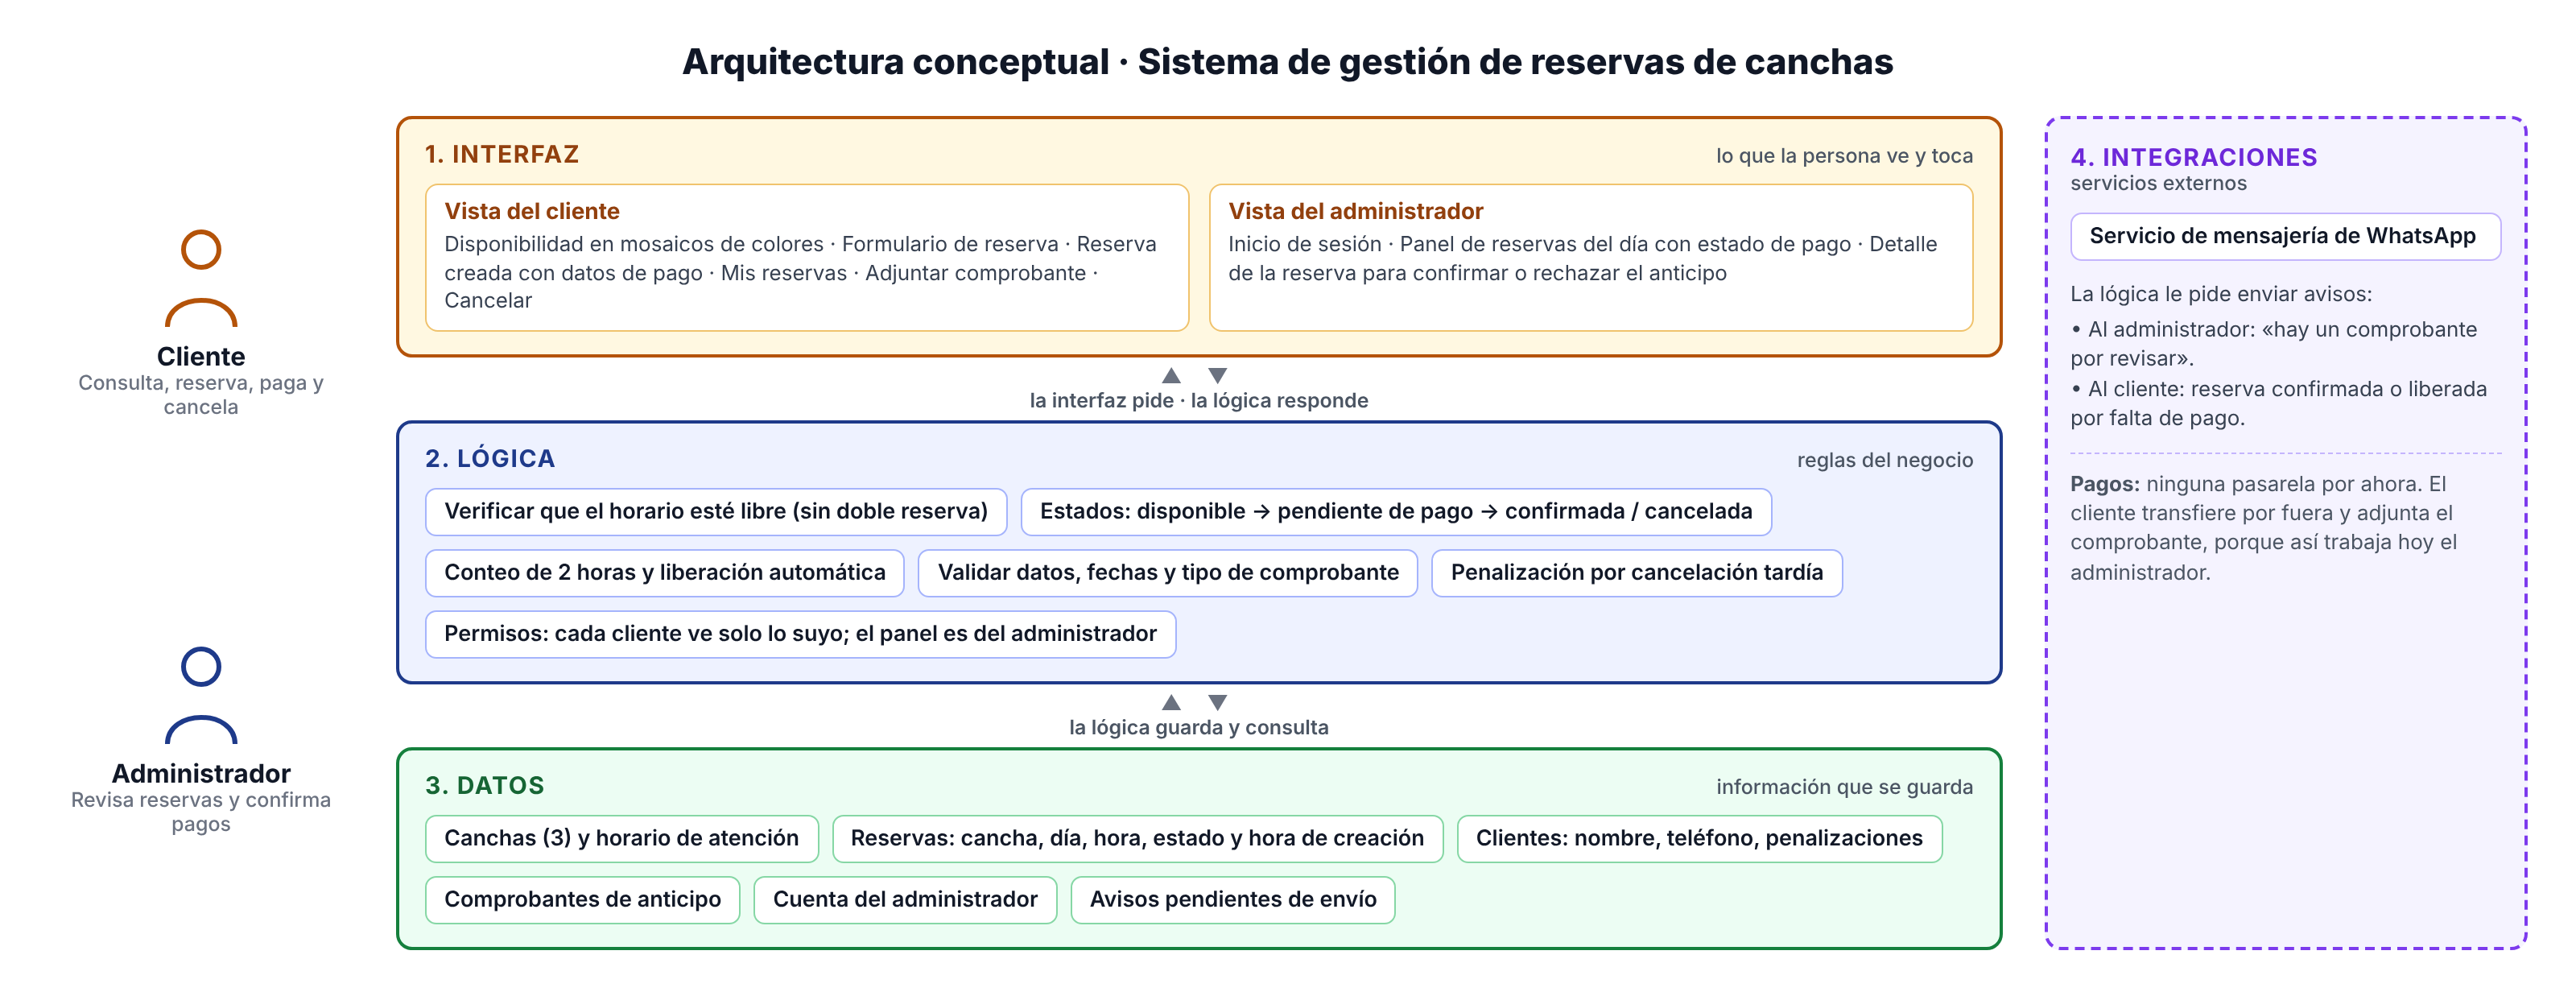 Arquitectura conceptual · Sistema de gestión de reservas de canchas
Cliente
Consulta, reserva, paga y
cancela
Administrador
Revisa reservas y confirma
pagos
1. INTERFAZ
lo que la persona ve y toca
Vista del cliente
Disponibilidad en mosaicos de colores · Formulario de reserva · Reserva
creada con datos de pago · Mis reservas · Adjuntar comprobante ·
Cancelar
Vista del administrador
Inicio de sesión · Panel de reservas del día con estado de pago · Detalle
de la reserva para confirmar o rechazar el anticipo
la interfaz pide · la lógica responde
2. LÓGICA
reglas del negocio
Verificar que el horario esté libre (sin doble reserva)
Estados: disponible → pendiente de pago → confirmada / cancelada
Conteo de 2 horas y liberación automática
Validar datos, fechas y tipo de comprobante
Penalización por cancelación tardía
Permisos: cada cliente ve solo lo suyo; el panel es del administrador
la lógica guarda y consulta
3. DATOS
información que se guarda
Canchas (3) y horario de atención
Reservas: cancha, día, hora, estado y hora de creación
Clientes: nombre, teléfono, penalizaciones
Comprobantes de anticipo
Cuenta del administrador
Avisos pendientes de envío
4. INTEGRACIONES
servicios externos
Servicio de mensajería de WhatsApp
La lógica le pide enviar avisos:
• Al administrador: «hay un comprobante
por revisar».
• Al cliente: reserva confirmada o liberada
por falta de pago.
Pagos: ninguna pasarela por ahora. El
cliente transfiere por fuera y adjunta el
comprobante, porque así trabaja hoy el
administrador.